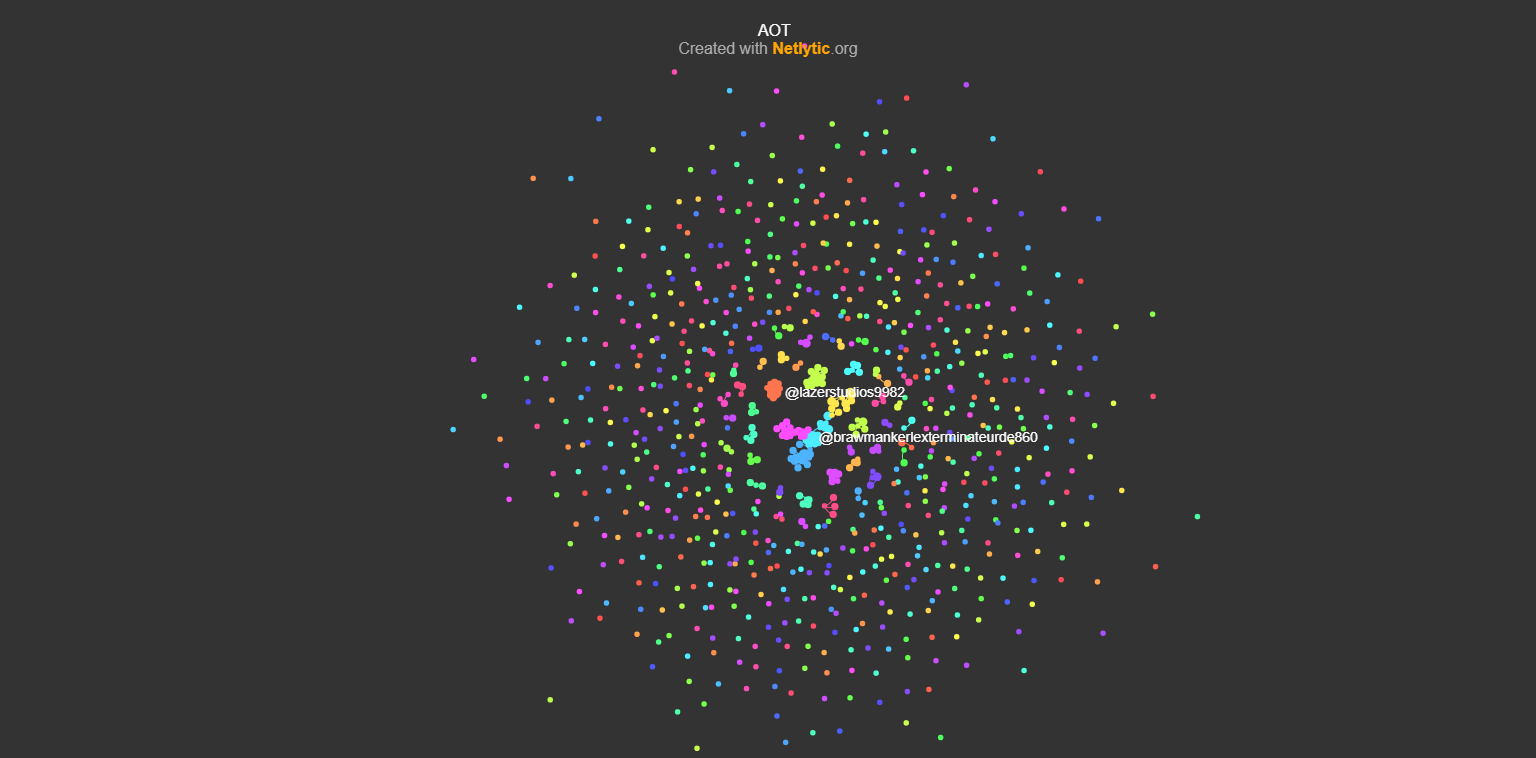 AOT
Created with Netlytic.org
@lazerstudios9982
@brawmankerlexterminateurde860